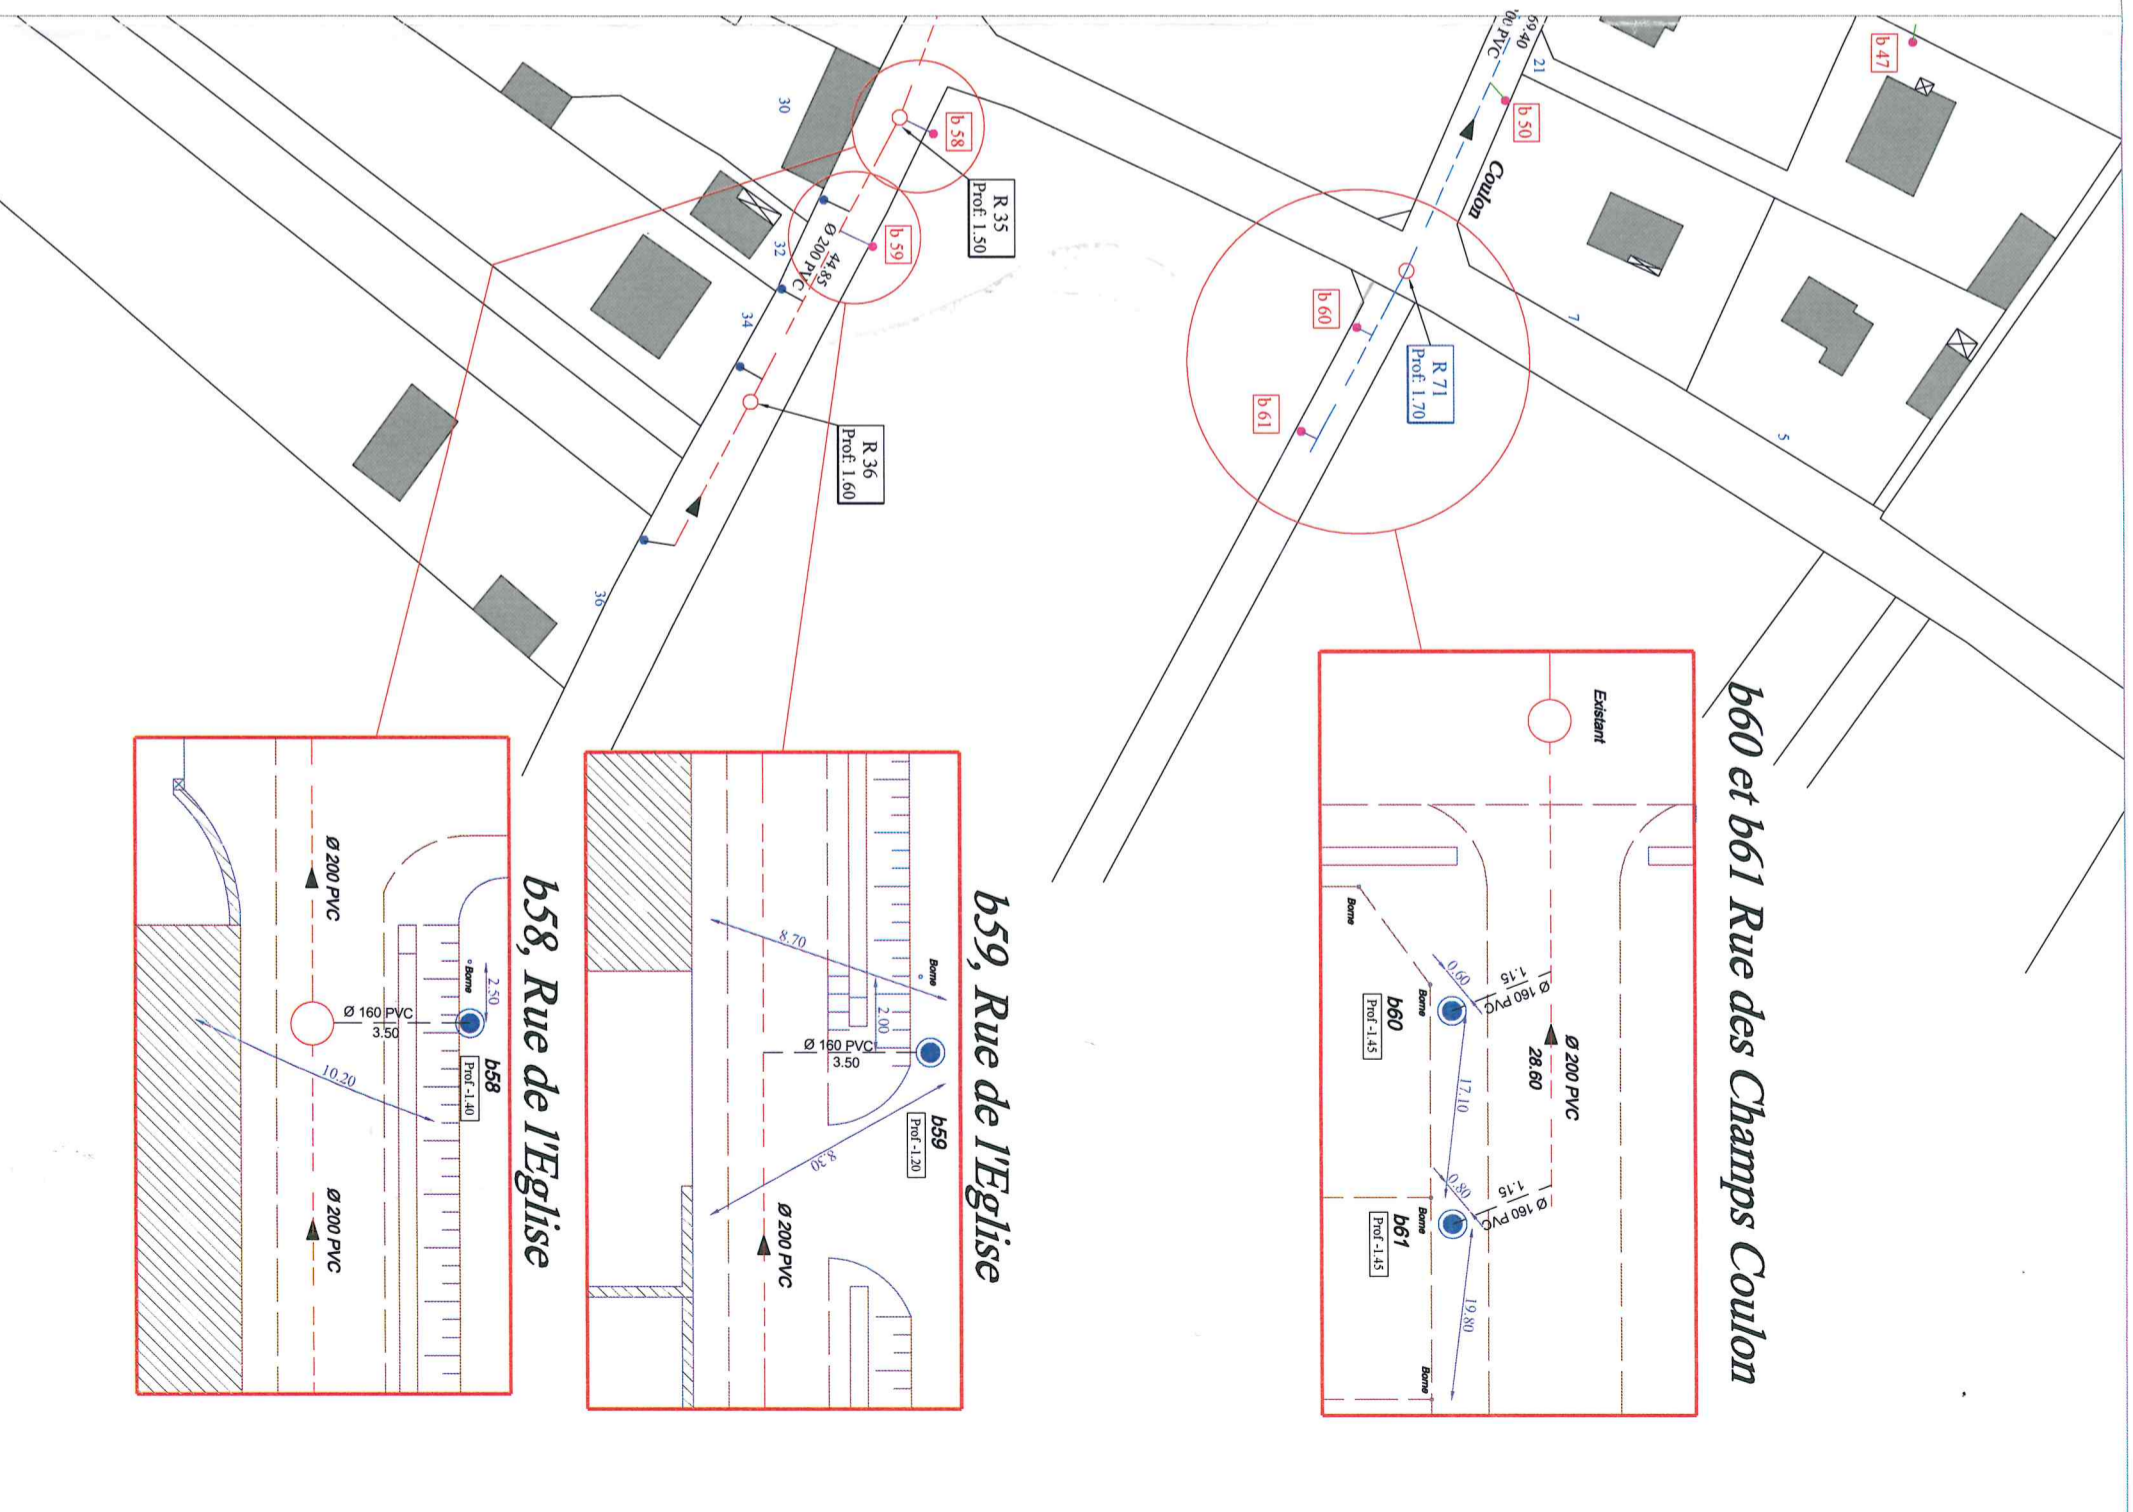 69.40
21
b 47
b 50
Coulon
30
b 58
R 35
Prof: 1.50
b 59
32
44.85
Ø 200 PVC
34
R 36
Prof: 1.60
36
7
5
b 60
R 71
Prof: 1.70
b 61
b60 et b61 Rue des Champs Coulon
Existant
Borne
Borne
0.60
1.15
Ø 160 PVC
b60
Prof -1.45
17.10
Ø 200 PVC
28.60
0.80
1.15
Ø 160 PVC
Borne
b61
Prof -1.45
19.80
Borne
b59, Rue de l'Eglise
8.70
Borne
2.00
Ø 160 PVC
3.50
b59
Prof -1.20
8.30
Ø 200 PVC
b58, Rue de l'Eglise
Ø 200 PVC
Borne
2.50
Ø 160 PVC
3.50
b58
Prof -1.40
10.20
Ø 200 PVC